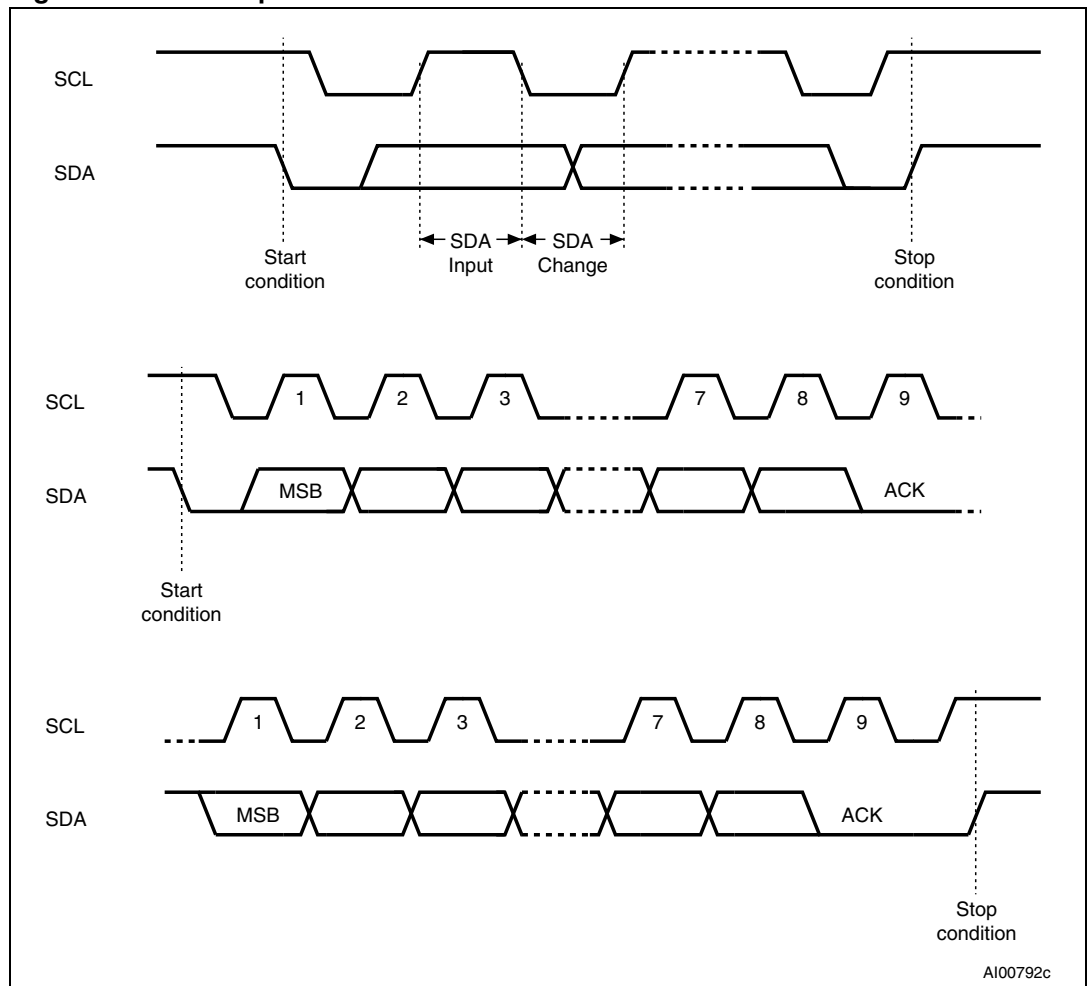 SCL
SDA
SDA Input
SDA Change
Start condition
Stop condition
SCL
1 2 3 7 8 9
SDA
MSB
ACK
Start condition
SCL
1 2 3 7 8 9
SDA
MSB
ACK
Stop condition
AI00792c